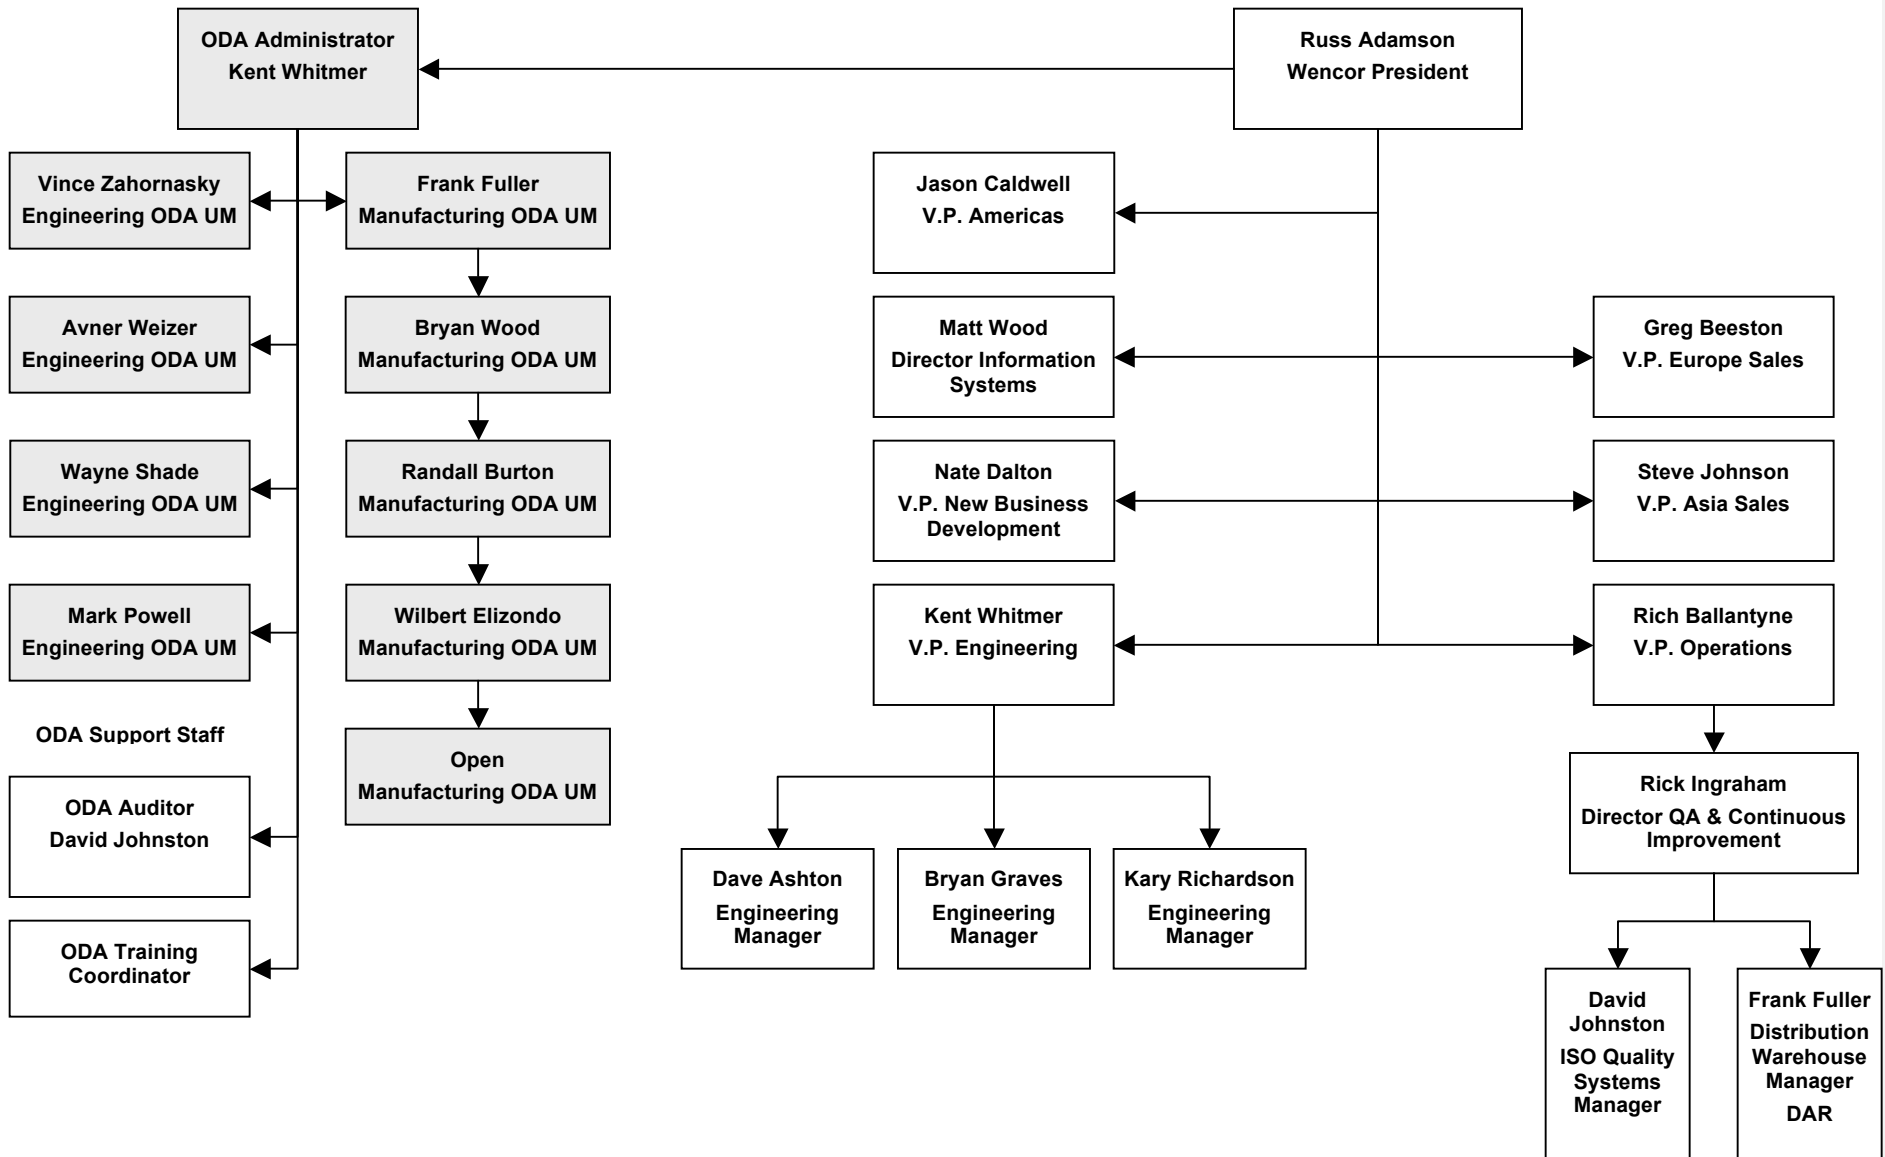 ODA Administrator
Kent Whitmer
Russ Adamson
Wencor President
Vince Zahornasky
Engineering ODA UM
Frank Fuller
Manufacturing ODA UM
Jason Caldwell
V.P. Americas
Avner Weizer
Engineering ODA UM
Bryan Wood
Manufacturing ODA UM
Matt Wood
Director Information
Systems
Greg Beeston
V.P. Europe Sales
Wayne Shade
Engineering ODA UM
Randall Burton
Manufacturing ODA UM
Nate Dalton
V.P. New Business
Development
Steve Johnson
V.P. Asia Sales
Mark Powell
Engineering ODA UM
Wilbert Elizondo
Manufacturing ODA UM
Kent Whitmer
V.P. Engineering
Rich Ballantyne
V.P. Operations
ODA Support Staff
Open
Manufacturing ODA UM
ODA Auditor
David Johnston
Rick Ingraham
Director QA & Continuous
Improvement
Dave Ashton
Engineering
Manager
Bryan Graves
Engineering
Manager
Kary Richardson
Engineering
Manager
ODA Training
Coordinator
David
Johnston
ISO Quality
Systems
Manager
Frank Fuller
Distribution
Warehouse
Manager
DAR